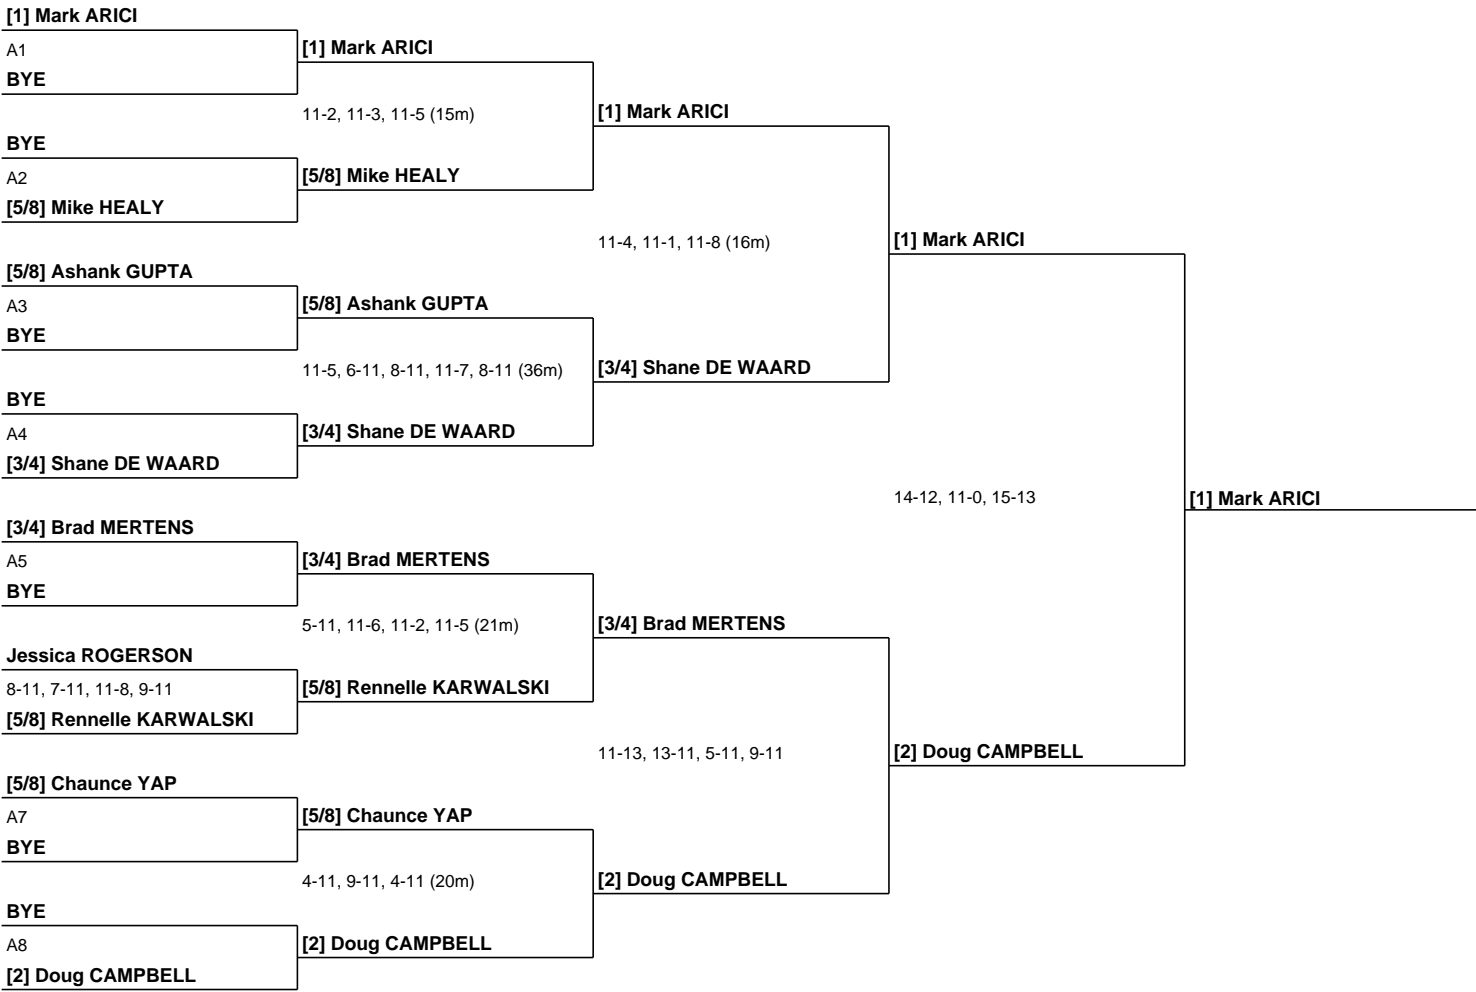 [1] Mark ARICI
A1
BYE
[1] Mark ARICI
11-2, 11-3, 11-5 (15m)
[1] Mark ARICI
BYE
A2
[5/8] Mike HEALY
[5/8] Mike HEALY
11-4, 11-1, 11-8 (16m)
[1] Mark ARICI
[5/8] Ashank GUPTA
A3
BYE
[5/8] Ashank GUPTA
11-5, 6-11, 8-11, 11-7, 8-11 (36m)
[3/4] Shane DE WAARD
BYE
A4
[3/4] Shane DE WAARD
[3/4] Shane DE WAARD
14-12, 11-0, 15-13
[1] Mark ARICI
[3/4] Brad MERTENS
A5
BYE
[3/4] Brad MERTENS
5-11, 11-6, 11-2, 11-5 (21m)
[3/4] Brad MERTENS
Jessica ROGERSON
8-11, 7-11, 11-8, 9-11
[5/8] Rennelle KARWALSKI
[5/8] Rennelle KARWALSKI
11-13, 13-11, 5-11, 9-11
[2] Doug CAMPBELL
[5/8] Chaunce YAP
A7
BYE
[5/8] Chaunce YAP
4-11, 9-11, 4-11 (20m)
[2] Doug CAMPBELL
BYE
A8
[2] Doug CAMPBELL
[2] Doug CAMPBELL